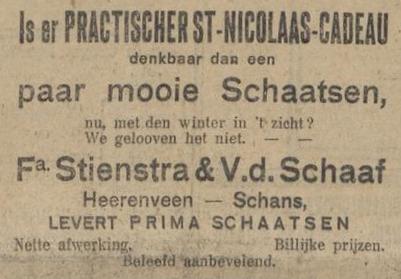 Is er PRACTISCHER ST-NICOLAAS-CADEAU
denkbaar dan een
paar mooie Schaatsen,
nu, met den winter in 't zicht?
We gelooven het niet. — —
Fa. Stienstra & V.d. Schaaf
Heerenveen — Schans,
LEVERT PRIMA SCHAATSEN
Nette afwerking. Billijke prijzen.
Beleefd aanbevelend.